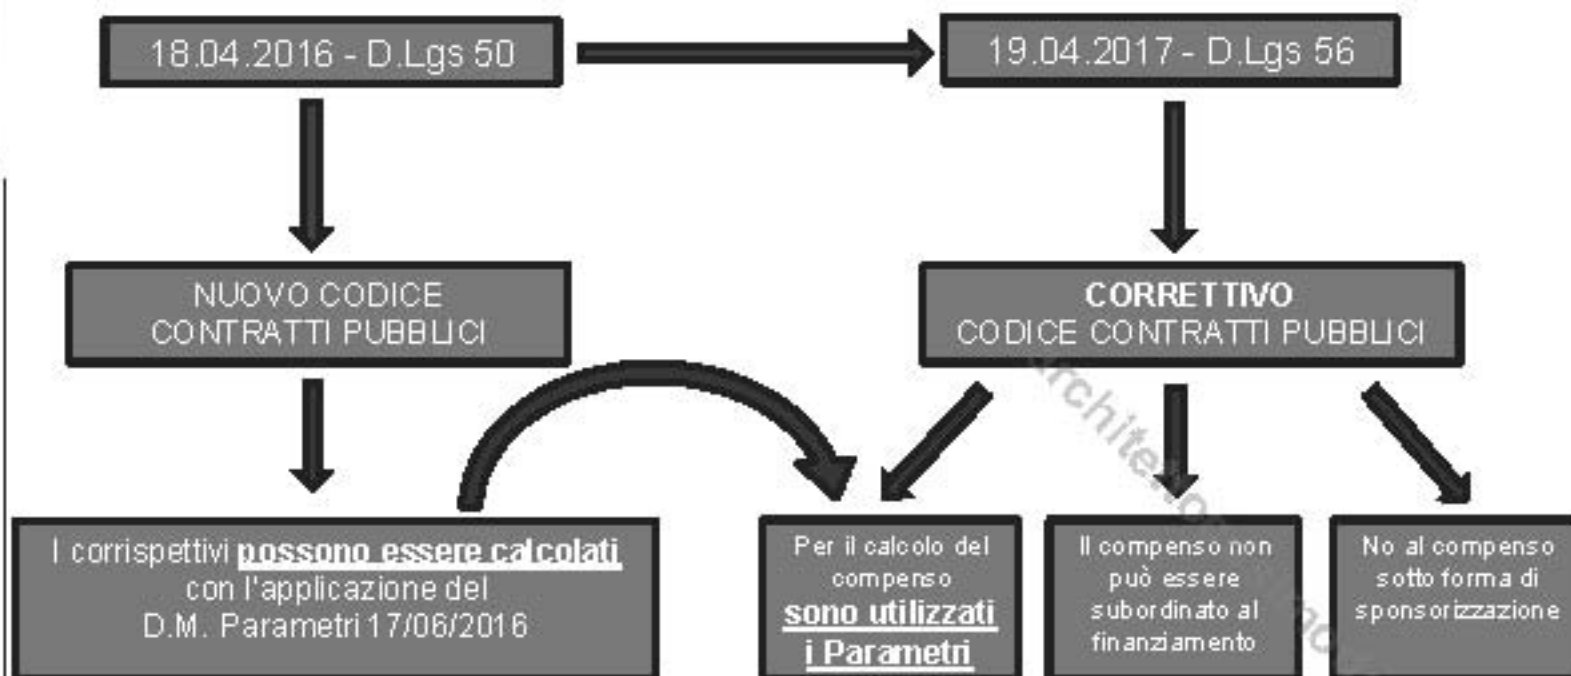 18.04.2016 - D.Lgs 50
19.04.2017 - D.Lgs 56
NUOVO CODICE
CONTRATTI PUBBLICI
CORRETTIVO
CODICE CONTRATTI PUBBLICI
I corrispettivi possono essere calcolati
con l'applicazione del
D.M. Parametri 17/06/2016
Per il calcolo del
compenso
sono utilizzati
i Parametri
Il compenso non
può essere
subordinato al
finanziamento
No al compenso
sotto forma di
sponsorizzazione